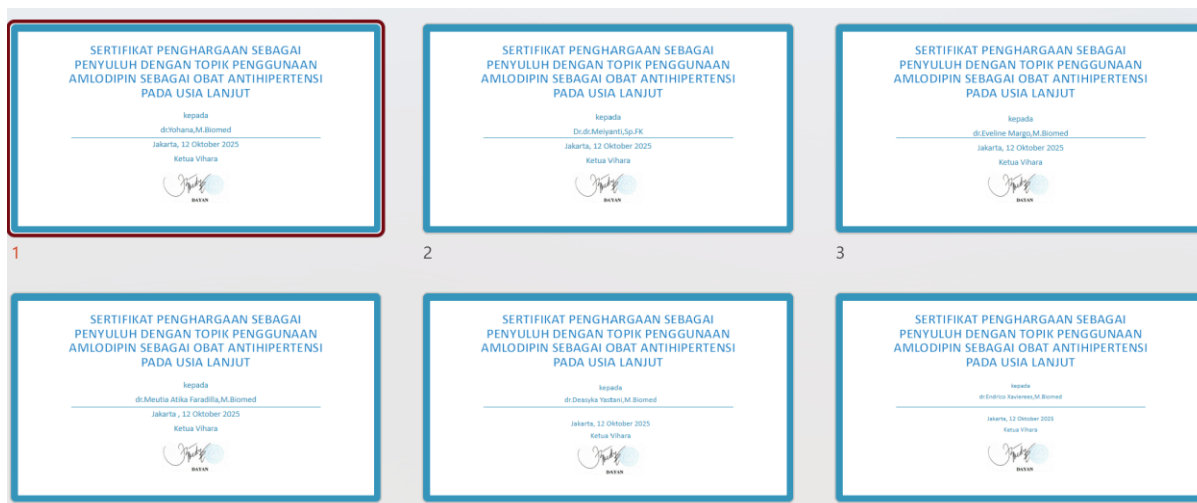 SERTIFIKAT PENGHARGAAN SEBAGAI
PENYULUH DENGAN TOPIK PENGGUNAAN
AMLODIPIN SEBAGAI OBAT ANTIHIPERTENSI
PADA USIA LANJUT
kepada
dr.Yohana,M.Biomed
Jakarta, 12 Oktober 2025
Ketua Vihara
DAYAN
1
SERTIFIKAT PENGHARGAAN SEBAGAI
PENYULUH DENGAN TOPIK PENGGUNAAN
AMLODIPIN SEBAGAI OBAT ANTIHIPERTENSI
PADA USIA LANJUT
kepada
Dr.dr.Meiyanti,Sp.FK
Jakarta, 12 Oktober 2025
Ketua Vihara
DAYAN
2
SERTIFIKAT PENGHARGAAN SEBAGAI
PENYULUH DENGAN TOPIK PENGGUNAAN
AMLODIPIN SEBAGAI OBAT ANTIHIPERTENSI
PADA USIA LANJUT
kepada
dr.Eveline Margo,M.Biomed
Jakarta, 12 Oktober 2025
Ketua Vihara
DAYAN
3
SERTIFIKAT PENGHARGAAN SEBAGAI
PENYULUH DENGAN TOPIK PENGGUNAAN
AMLODIPIN SEBAGAI OBAT ANTIHIPERTENSI
PADA USIA LANJUT
kepada
dr.Meutia Atika Faradilla,M.Biomed
Jakarta , 12 Oktober 2025
Ketua Vihara
DAYAN
SERTIFIKAT PENGHARGAAN SEBAGAI
PENYULUH DENGAN TOPIK PENGGUNAAN
AMLODIPIN SEBAGAI OBAT ANTIHIPERTENSI
PADA USIA LANJUT
kepada
dr.Deasyka Yastani,M.Biomed
Jakarta, 12 Oktober 2025
Ketua Vihara
DAYAN
SERTIFIKAT PENGHARGAAN SEBAGAI
PENYULUH DENGAN TOPIK PENGGUNAAN
AMLODIPIN SEBAGAI OBAT ANTIHIPERTENSI
PADA USIA LANJUT
kepada
dr.Endrico Xavierees,M.Biomed
Jakarta, 12 Oktober 2025
Ketua Vihara
DAYAN